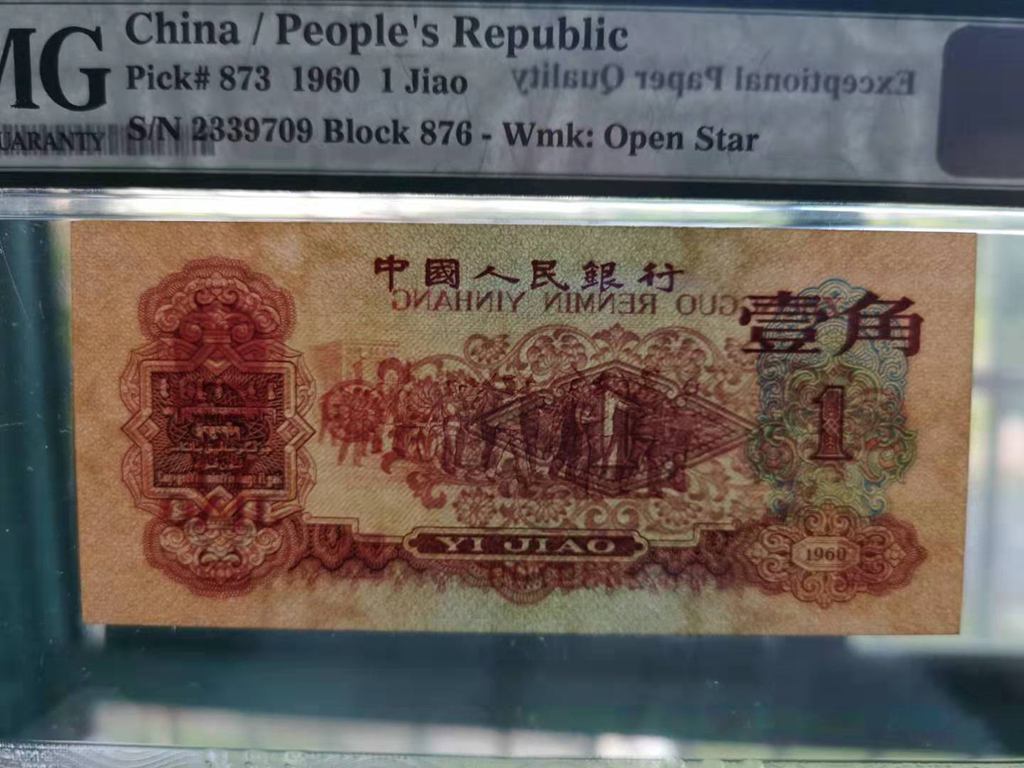 MG China / People's Republic
Pick# 873 1960 1 Jiao Exceptional Paper Quality
UARANTY S/N 2339709 Block 876 - Wmk: Open Star
中國人民銀行
GUO RENMIN YINHANG
壹角
1
YI JIAO
1960